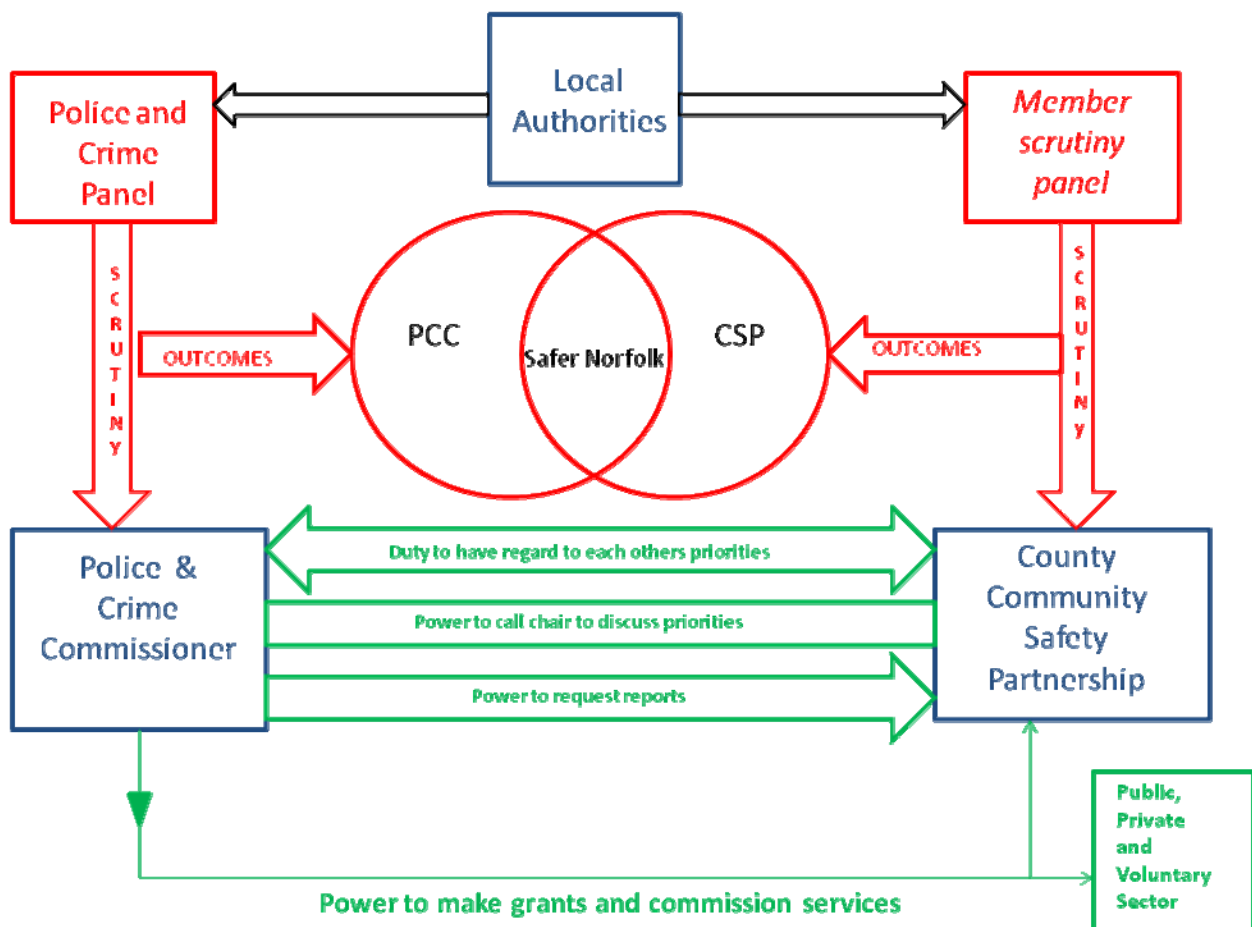 Local
Authorities
Police and
Crime
Panel
Member
scrutiny
panel
SCRUTINY
SCRUTINy
PCC
Safer Norfolk
CSP
OUTCOMES
OUTCOMES
Duty to have regard to each others priorities
Police &
Crime
Commissioner
Power to call chair to discuss priorities
Power to request reports
County
Community
Safety
Partnership
Public,
Private
and
Voluntary
Sector
Power to make grants and commission services